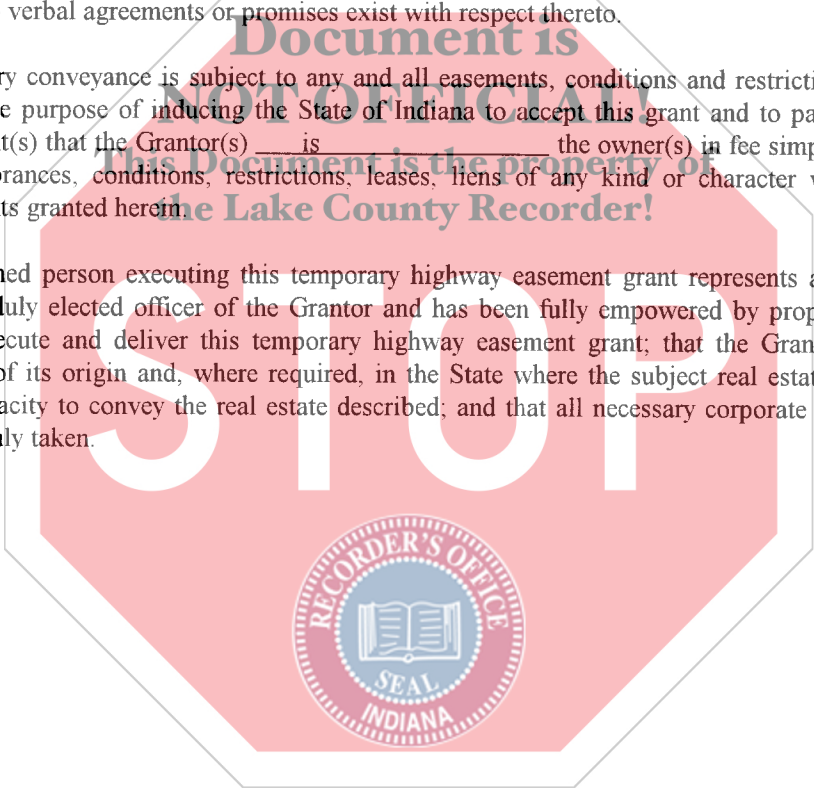 verbal agreements or promises exist with respect thereto.
Document is
ry conveyance is subject to any and all easements, conditions and restricti
NOT OFFICIAL!
e purpose of inducing the State of Indiana to accept this grant and to pa
t(s) that the Grantor(s) ____is____________________ the owner(s) in fee simp
This Document is the property of
orances, conditions, restrictions, leases, liens of any kind or character
ts granted herein.
the Lake County Recorder!
ned person executing this temporary highway easement grant represents a
duly elected officer of the Grantor and has been fully empowered by prop
ecute and deliver this temporary highway easement grant; that the Gran
of its origin and, where required, in the State where the subject real estat
acity to convey the real estate described; and that all necessary corporate
uly taken.
STOP
RECORDER'S OFFICE
SEAL
INDIANA